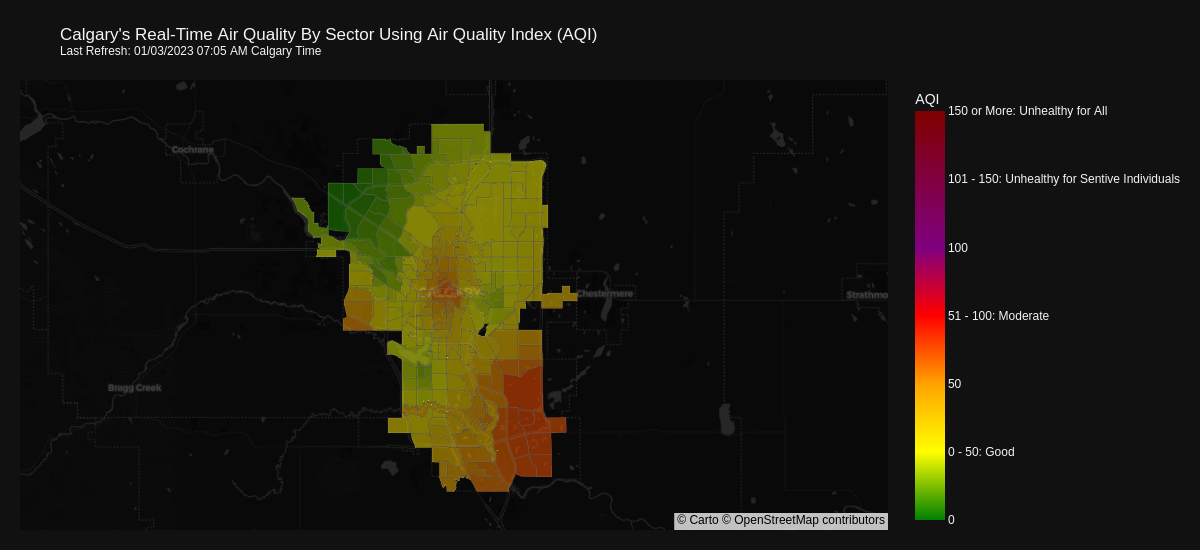 Calgary's Real-Time Air Quality By Sector Using Air Quality Index (AQI)
Last Refresh: 01/03/2023 07:05 AM Calgary Time
AQI
150 or More: Unhealthy for All
Cochrane
101 - 150: Unhealthy for Sentive Individuals
100
CALGARY
Chestermere
Strathmo
51 - 100: Moderate
Bragg Creek
50
0 - 50: Good
0
© Carto © OpenStreetMap contributors